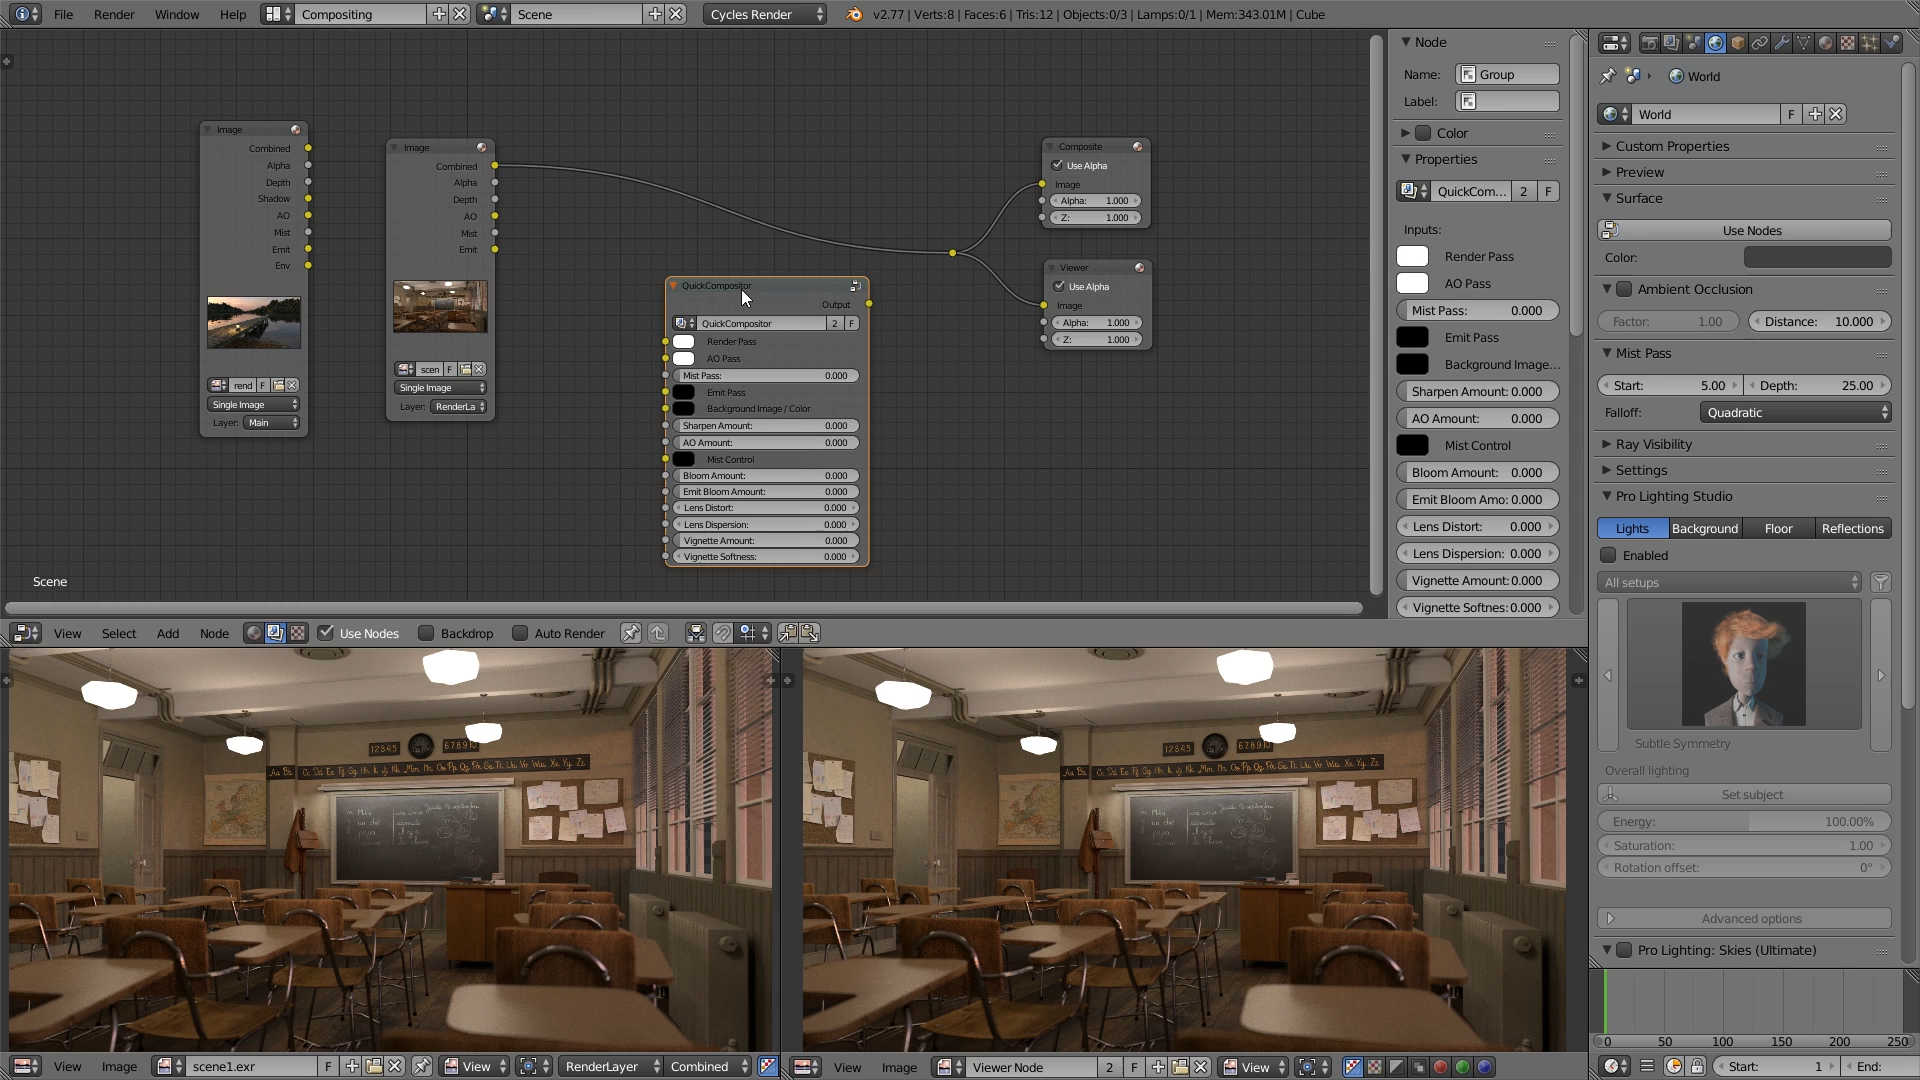 File Render Window Help Compositing Scene Cycles Render v2.77 | Verts:8 | Faces:6 | Tris:12 | Objects:0/3 | Lamps:0/1 | Mem:343.01M | Cube
Image
Combined
Alpha
Depth
Shadow
AO
Mist
Emit
Env
rend F
Single Image
Layer: Main
Image
Combined
Alpha
Depth
AO
Mist
Emit
scen F
Single Image
Layer: RenderLa
QuickCompositor
Output
QuickCompositor 2 F
Render Pass
AO Pass
Mist Pass: 0.000
Emit Pass
Background Image / Color
Sharpen Amount: 0.000
AO Amount: 0.000
Mist Control
Bloom Amount: 0.000
Emit Bloom Amount: 0.000
Lens Distort: 0.000
Lens Dispersion: 0.000
Vignette Amount: 0.000
Vignette Softness: 0.000
Composite
Use Alpha
Image
Alpha: 1.000
Z: 1.000
Viewer
Use Alpha
Image
Alpha: 1.000
Z: 1.000
Scene
Node
Name: Group
Label:
Color
Properties
QuickCom... 2 F
Inputs:
Render Pass
AO Pass
Mist Pass: 0.000
Emit Pass
Background Image...
Sharpen Amount: 0.000
AO Amount: 0.000
Mist Control
Bloom Amount: 0.000
Emit Bloom Amo: 0.000
Lens Distort: 0.000
Lens Dispersion: 0.000
Vignette Amount: 0.000
Vignette Softnes: 0.000
World
World F
Custom Properties
Preview
Surface
Use Nodes
Color:
Ambient Occlusion
Factor: 1.00 Distance: 10.000
Mist Pass
Start: 5.00 Depth: 25.00
Falloff: Quadratic
Ray Visibility
Settings
Pro Lighting Studio
Lights Background Floor Reflections
Enabled
All setups
Subtle Symmetry
Overall lighting
Set subject
Energy: 100.00%
Saturation: 1.00
Rotation offset: 0°
Advanced options
Pro Lighting: Skies (Ultimate)
0 50 100 150 200 250
Start: 1 End:
View Select Add Node Use Nodes Backdrop Auto Render
12345 678910
12345 678910
View Image scene1.exr F View RenderLayer Combined
View Image Viewer Node 2 F View